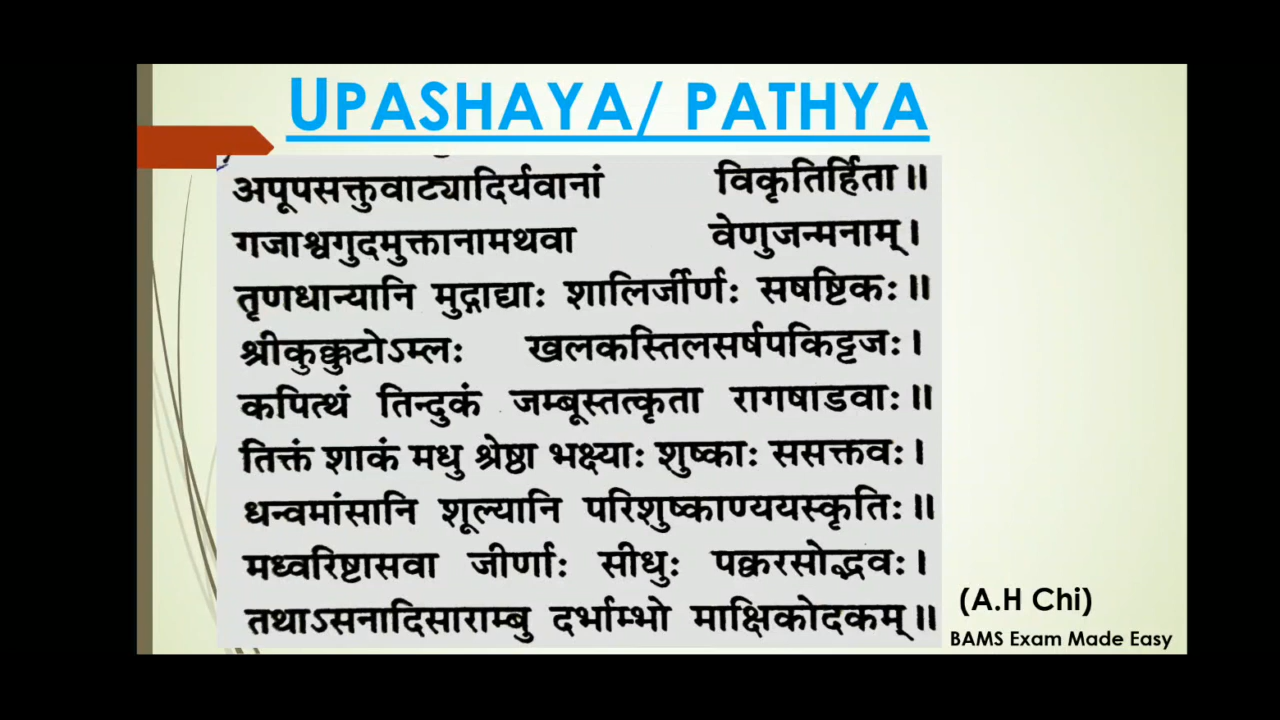 UPASHAYA/ PATHYA
अपूपसक्तुवाट्यादिर्यवानां विकृतिर्हिता॥
गजाश्वगुदमुक्तानामथवा वेणुजन्मनाम्।
तृणधान्यानि मुद्गाद्याः शालिर्जीर्णः सषष्टिकः॥
श्रीकुक्कुटोऽम्लः खलकस्तिलसर्षपकिट्टजः।
कपित्थं तिन्दुकं जम्बूस्तत्कृता रागषाडवाः॥
तिक्तं शाकं मधु श्रेष्ठा भक्ष्याः शुष्काः ससक्तवः।
धन्वमांसानि शूल्यानि परिशुष्काण्ययस्कृतिः॥
मध्वरिष्टासवा जीर्णाः सीधुः पक्वरसोद्भवः।
तथाऽसनादिसाराम्बु दर्भाम्भो माक्षिकोदकम्॥
(A.H Chi)
BAMS Exam Made Easy